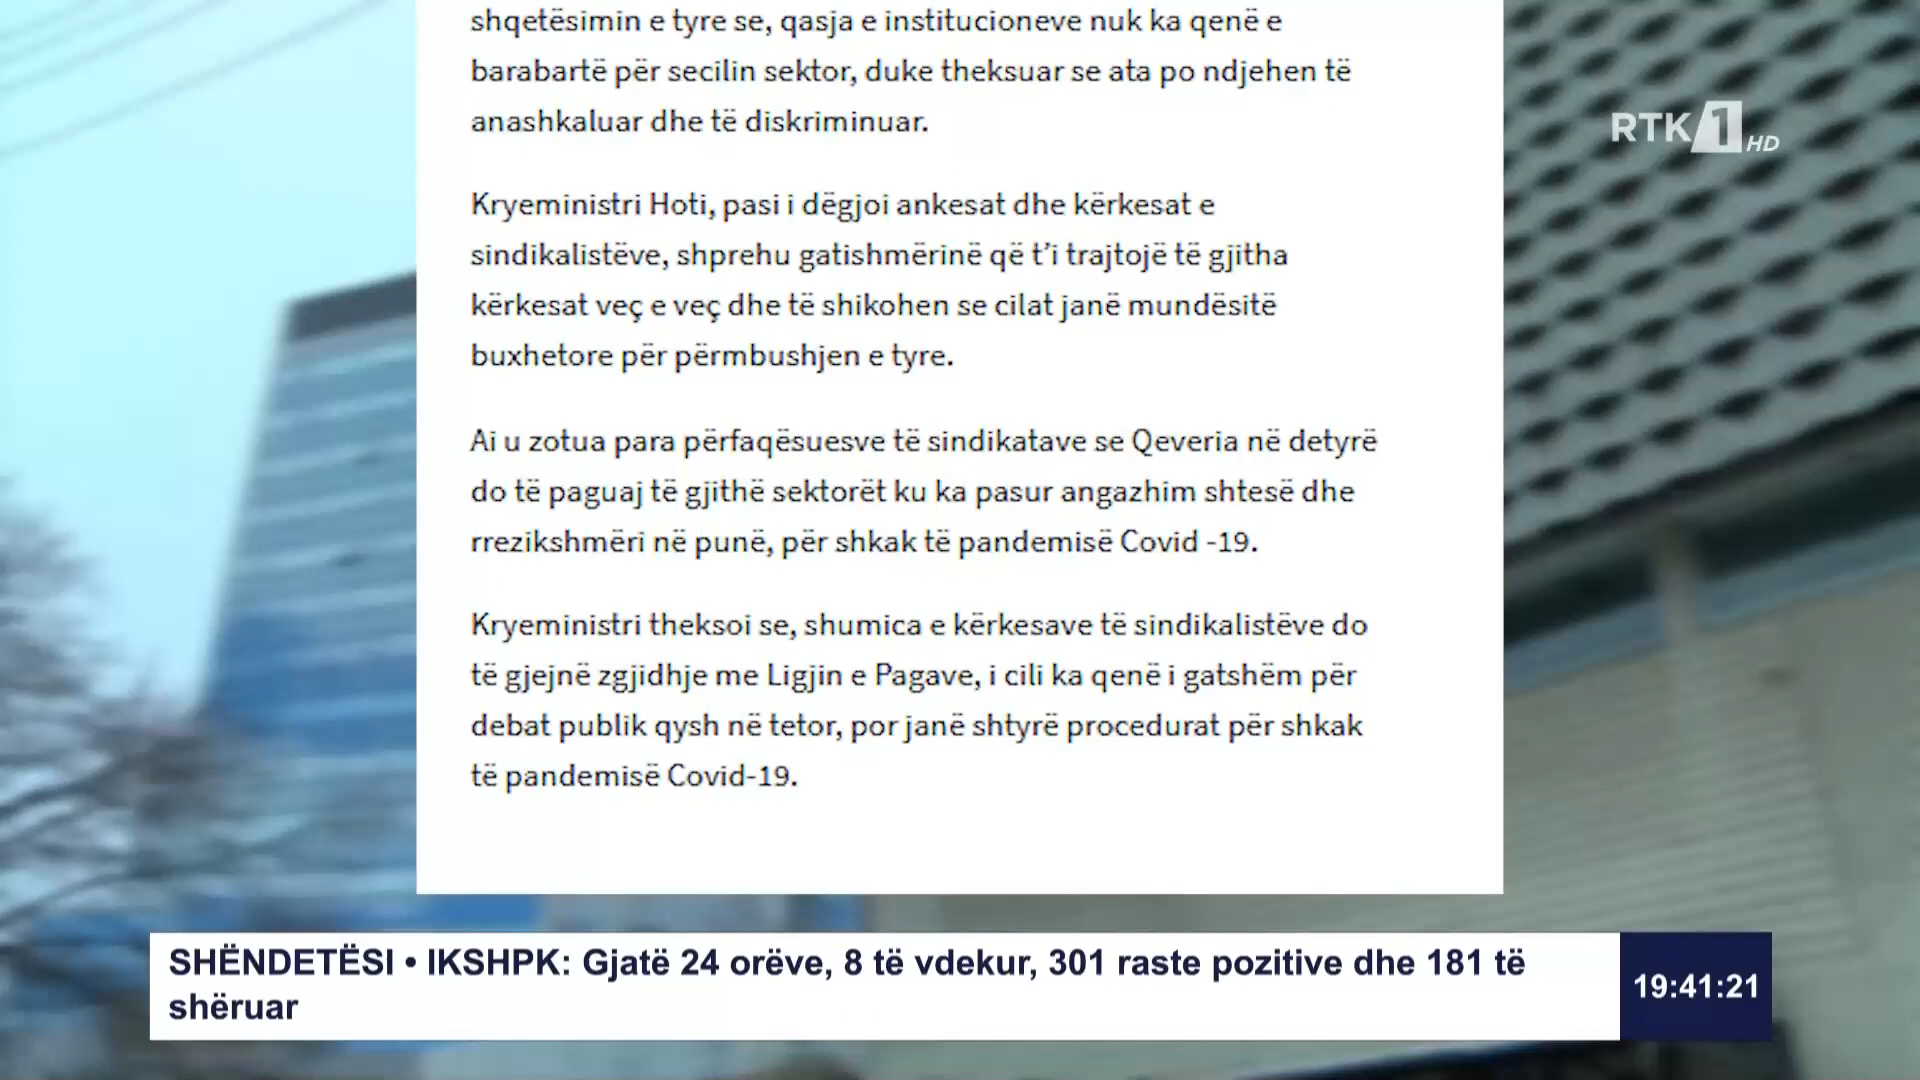 shqetësimin e tyre se, qasja e institucioneve nuk ka qenë e
barabartë për secilin sektor, duke theksuar se ata po ndjehen të
anashkaluar dhe të diskriminuar.
RTK 1 HD
Kryeministri Hoti, pasi i dëgjoi ankesat dhe kërkesat e
sindikalistëve, shprehu gatishmërinë që t’i trajtojë të gjitha
kërkesat veç e veç dhe të shikohen se cilat janë mundësitë
buxhetore për përmbushjen e tyre.
Ai u zotua para përfaqësuesve të sindikatave se Qeveria në detyrë
do të paguaj të gjithë sektorët ku ka pasur angazhim shtesë dhe
rrezikshmëri në punë, për shkak të pandemisë Covid -19.
Kryeministri theksoi se, shumica e kërkesave të sindikalistëve do
të gjejnë zgjidhje me Ligjin e Pagave, i cili ka qenë i gatshëm për
debat publik qysh në tetor, por janë shtyrë procedurat për shkak
të pandemisë Covid-19.
SHËNDETËSI • IKSHPK: Gjatë 24 orëve, 8 të vdekur, 301 raste pozitive dhe 181 të
shëruar
19:41:21